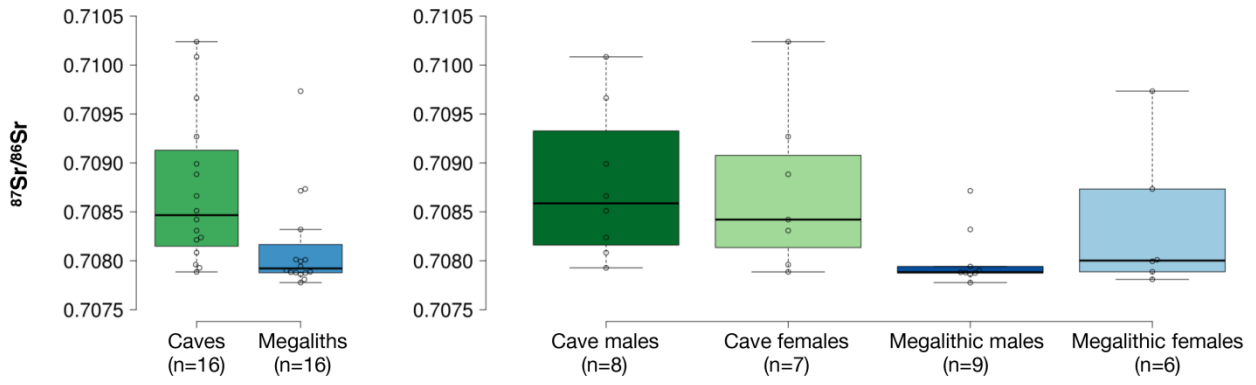 ⁸⁷Sr/⁸⁶Sr
0.7105
0.7100
0.7095
0.7090
0.7085
0.7080
0.7075
Caves
(n=16)
Megaliths
(n=16)
0.7105
0.7100
0.7095
0.7090
0.7085
0.7080
0.7075
Cave males
(n=8)
Cave females
(n=7)
Megalithic males
(n=9)
Megalithic females
(n=6)